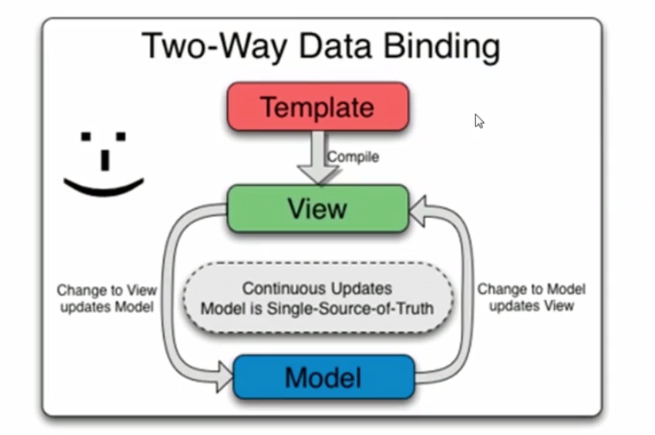 Two-Way Data Binding
Template
Compile
View
Change to View
updates Model
Continuous Updates
Model is Single-Source-of-Truth
Change to Model
updates View
Model